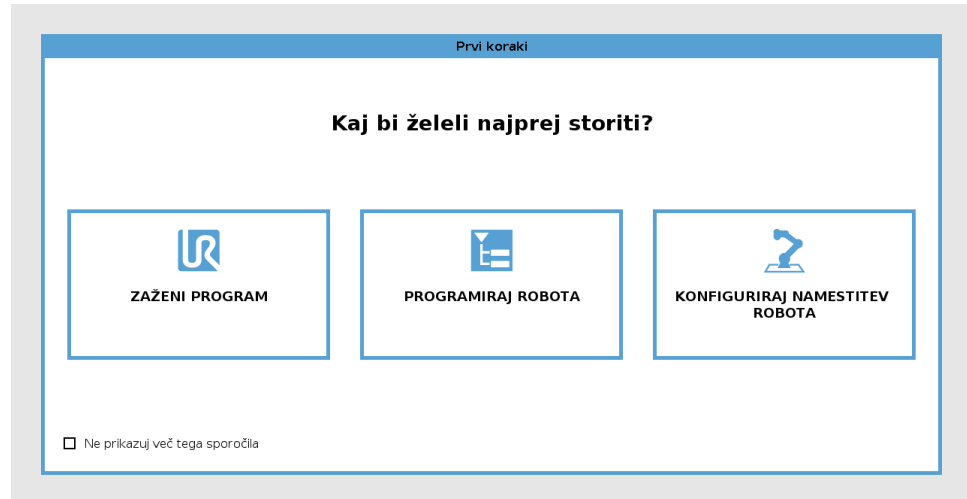 Prvi koraki
Kaj bi želeli najprej storiti?
ZAŽENI PROGRAM
PROGRAMIRAJ ROBOTA
KONFIGURIRAJ NAMESTITEV
ROBOTA
Ne prikazuj več tega sporočila